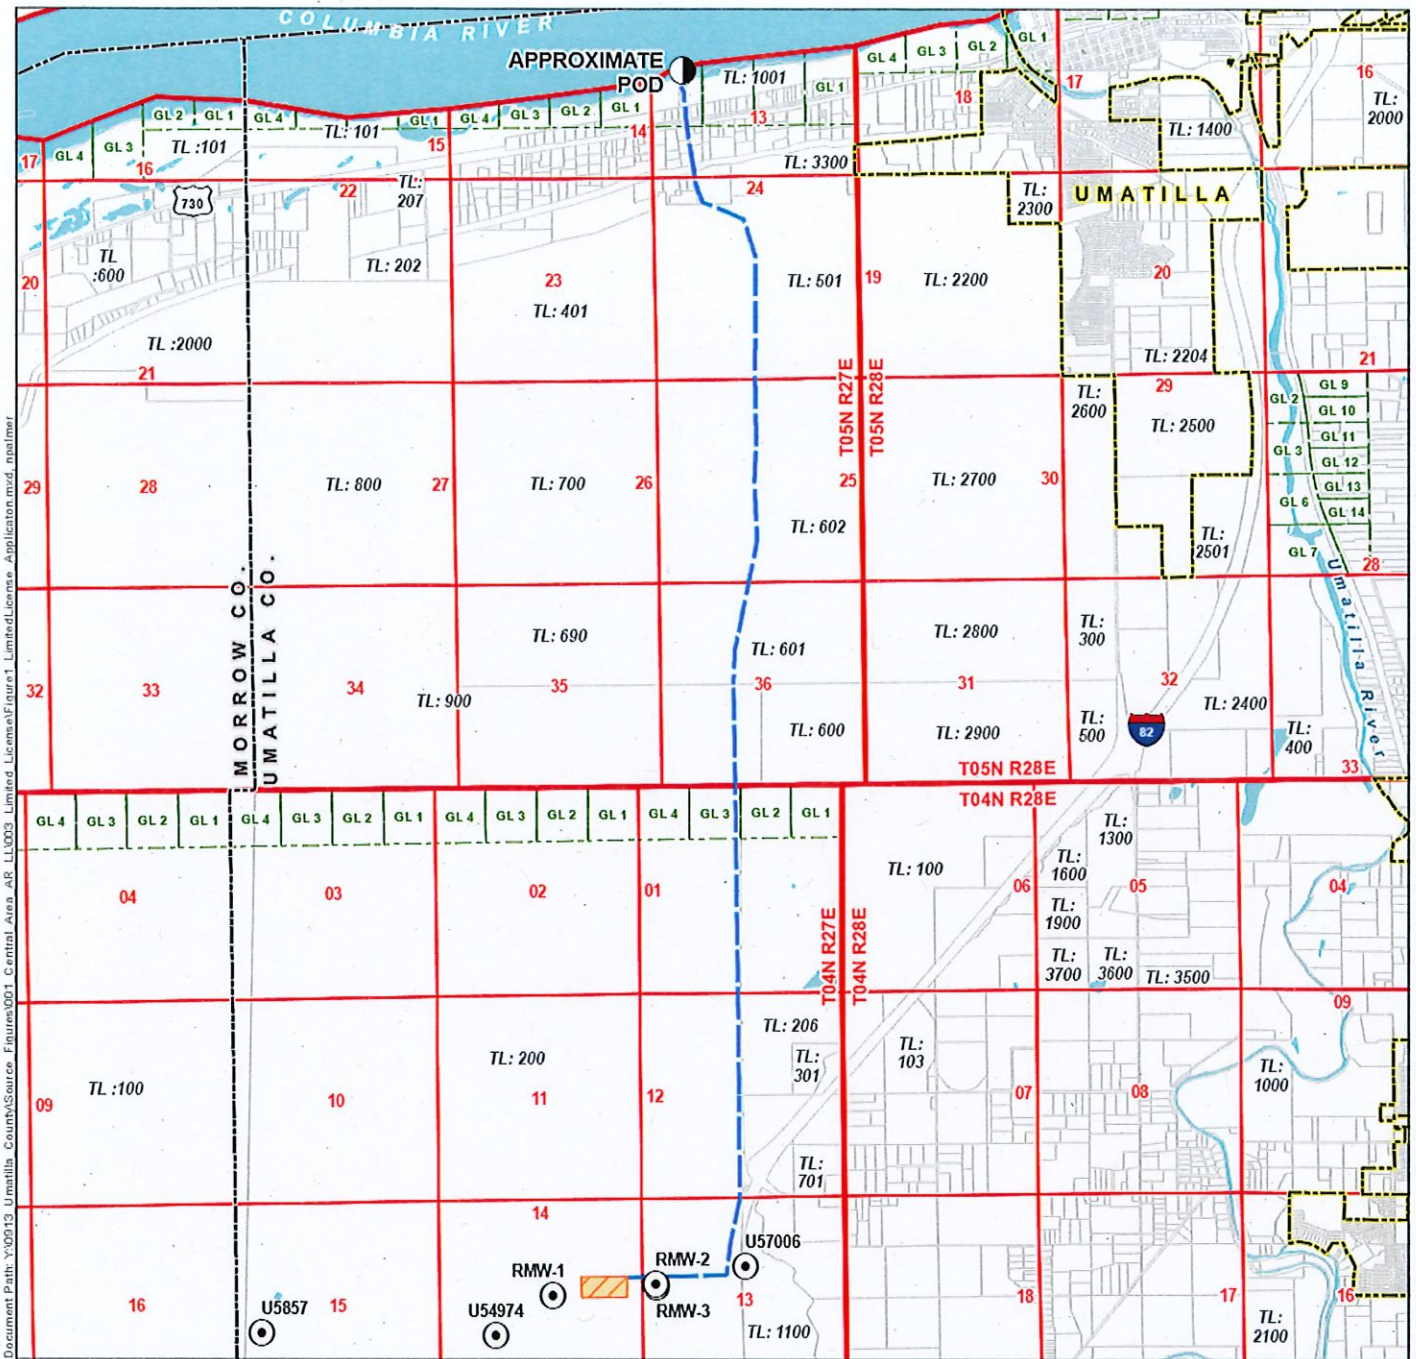 COLUMBIA RIVER
APPROXIMATE
POD
TL: 1001
GL 4
GL 3
GL 2
GL 1
17
16
TL:
2000
GL 2
GL 1
GL 4
TL: 101
GL 1
GL 4
GL 3
GL 2
GL 1
14
13
GL 1
18
TL: 1400
17
GL 4
GL 3
16
TL :101
15
TL: 3300
730
22
TL:
207
24
TL:
2300
UMATILLA
20
TL
:600
TL: 202
23
TL: 401
TL: 501
19
TL: 2200
20
TL :2000
21
TL: 2204
21
T05N R27E
T05N R28E
TL:
2600
29
TL: 2500
GL 2
GL 9
GL 10
GL 11
GL 3
GL 12
GL 13
GL 6
GL 14
GL 7
28
29
28
TL: 800
27
TL: 700
26
25
TL: 2700
30
TL: 602
TL:
2501
MORROW CO.
UMATILLA CO.
TL: 690
TL: 601
TL: 2800
TL:
300
Umatilla River
32
33
34
TL: 900
35
36
31
32
TL: 2400
TL: 600
TL: 2900
TL:
500
82
TL:
400
33
T05N R28E
T04N R28E
GL 4
GL 3
GL 2
GL 1
GL 4
GL 3
GL 2
GL 1
GL 4
GL 3
GL 2
GL 1
GL 4
GL 3
GL 2
GL 1
TL:
1300
TL: 100
TL:
1600
04
03
02
01
06
05
04
T04N R27E
T04N R28E
TL:
1900
TL:
3700
TL:
3600
TL: 3500
09
TL: 206
TL:
301
TL:
103
TL: 200
TL :100
09
10
11
12
07
08
TL:
1000
TL:
701
14
U57006
RMW-1
RMW-2
RMW-3
16
U5857
15
U54974
13
TL: 1100
18
17
16
TL:
2100
Document Path: Y:\0913_Umatilla_County\Source_Figures\001_Central_Area_AR_LL\003_Limited_License\Figure1_LimitedLicense_Application.mxd, npalmer